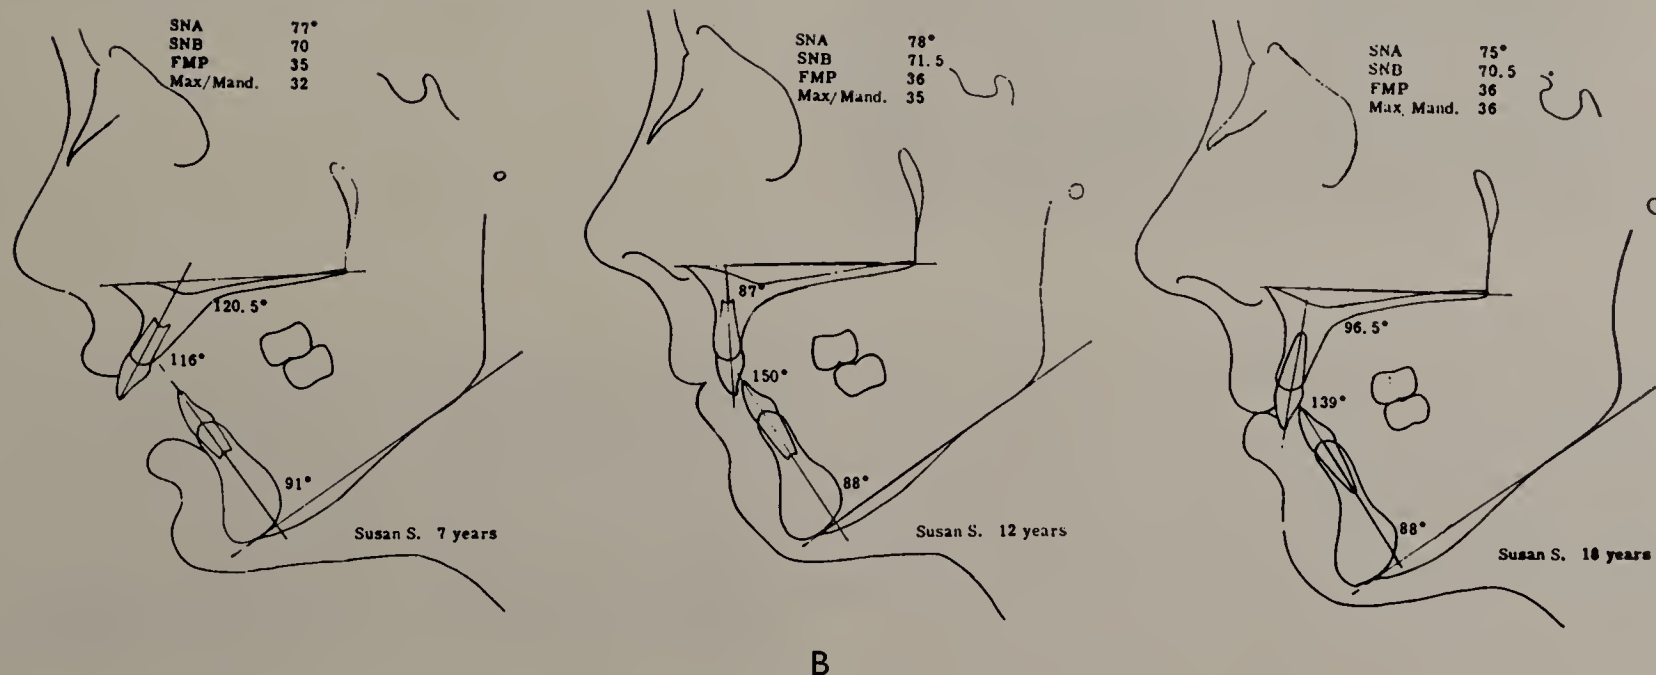 SNA 77°
SNB 70
FMP 35
Max/Mand. 32
120.5°
116°
91°
Susan S. 7 years
SNA 78°
SNB 71.5
FMP 36
Max/Mand. 35
87°
150°
88°
Susan S. 12 years
SNA 75°
SNB 70.5
FMP 36
Max. Mand. 36
96.5°
139°
88°
Susan S. 18 years
B